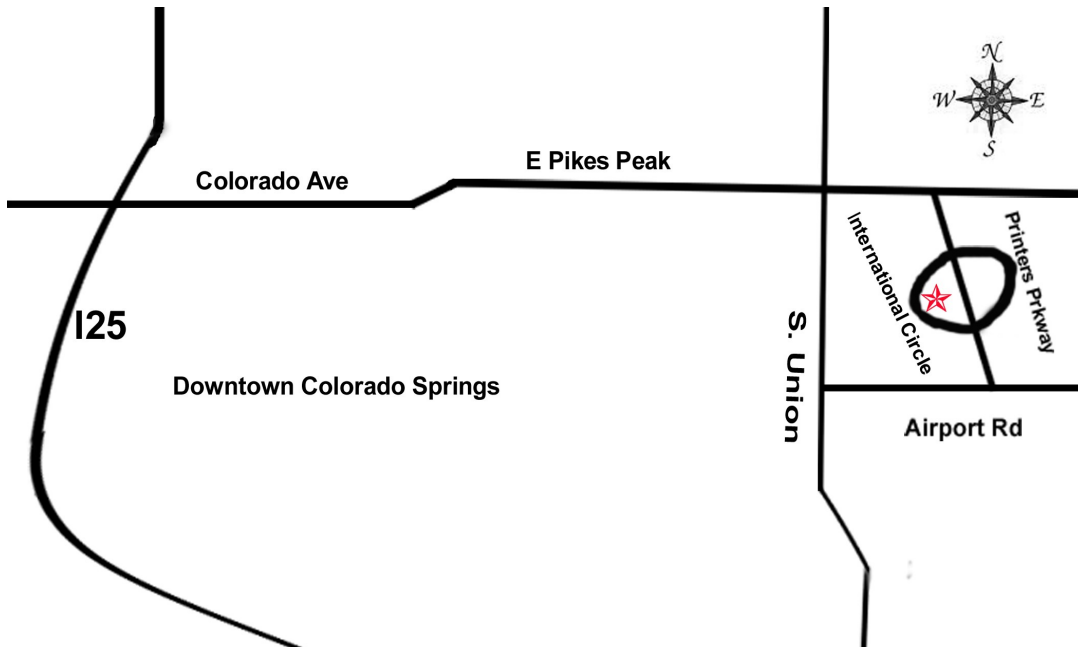 N
W E
S
E Pikes Peak
Colorado Ave
International Circle
Printers Prkway
I25
S. Union
Downtown Colorado Springs
Airport Rd